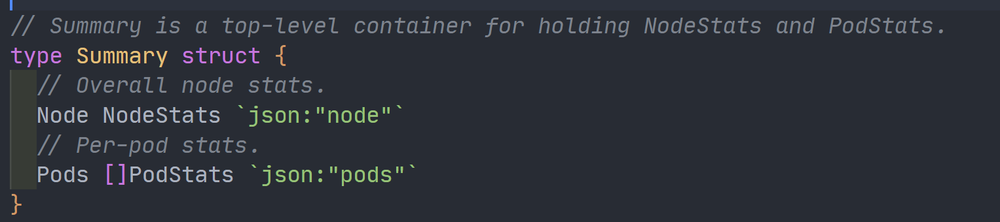 // Summary is a top-level container for holding NodeStats and PodStats.
type Summary struct {
// Overall node stats.
Node NodeStats `json:"node"`
// Per-pod stats.
Pods []PodStats `json:"pods"`
}